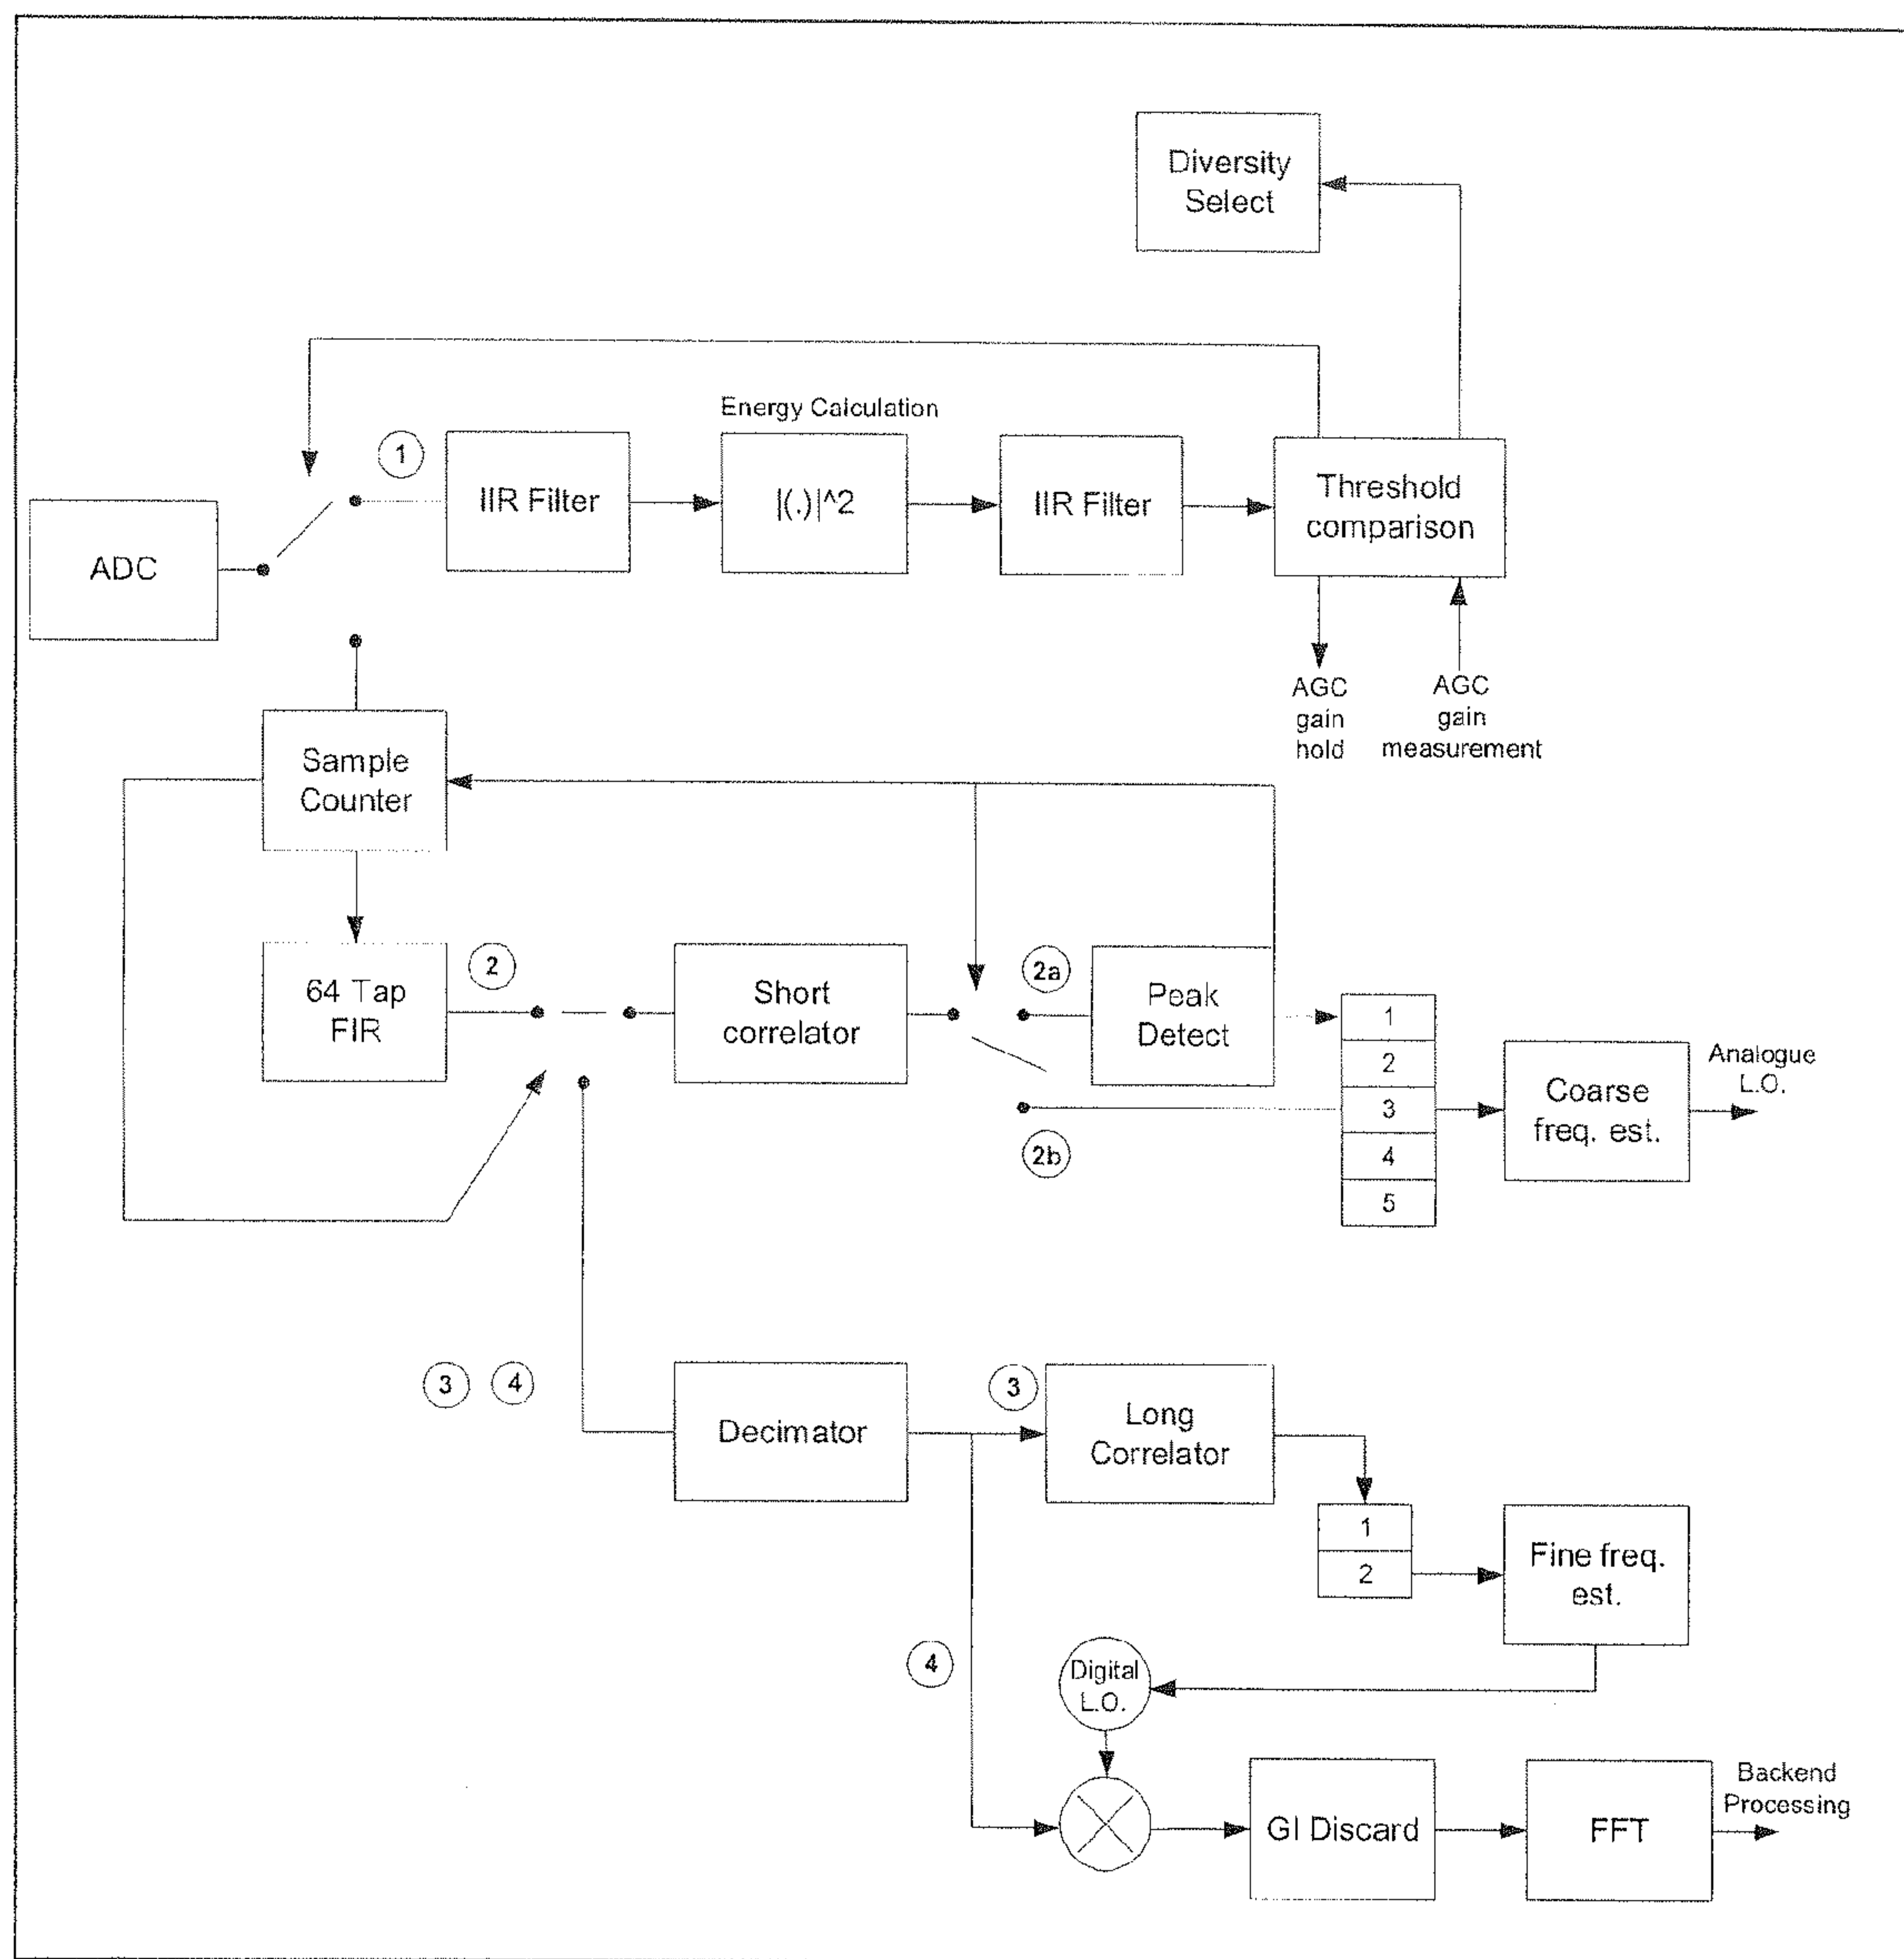 Diversity
Select
Energy Calculation
1
ADC
IIR Filter
|(.)|^2
IIR Filter
Threshold
comparison
AGC
gain
hold
AGC
gain
measurement
Sample
Counter
64 Tap
FIR
2
Short
correlator
2a
2b
Peak
Detect
1
2
3
4
5
Coarse
freq. est.
Analogue
L.O.
3
4
Decimator
3
Long
Correlator
1
2
Fine freq.
est.
4
Digital
L.O.
GI Discard
FFT
Backend
Processing